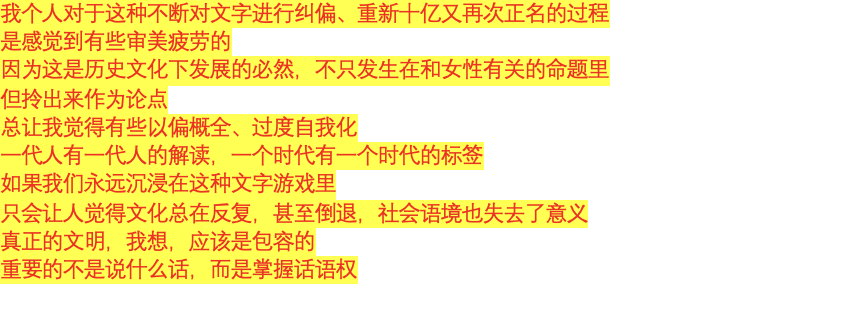 我个人对于这种不断对文字进行纠偏、重新十亿又再次正名的过程
是感觉到有些审美疲劳的
因为这是历史文化下发展的必然，不只发生在和女性有关的命题里
但拎出来作为论点
总让我觉得有些以偏概全、过度自我化
一代人有一代人的解读，一个时代有一个时代的标签
如果我们永远沉浸在这种文字游戏里
只会让人觉得文化总在反复，甚至倒退，社会语境也失去了意义
真正的文明，我想，应该是包容的
重要的不是说什么话，而是掌握话语权